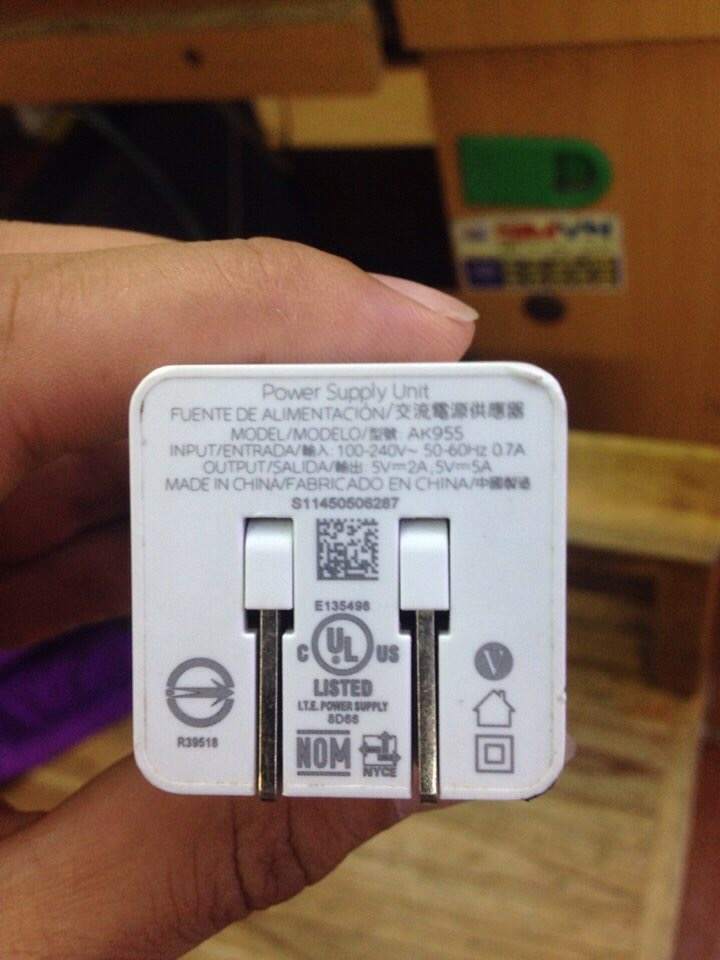 Power Supply Unit
FUENTE DE ALIMENTACIÓN/交流電源供應器
MODEL/MODELO/型號: AK955
INPUT/ENTRADA/輸入: 100-240V~ 50-60Hz 0.7A
OUTPUT/SALIDA/輸出: 5V⎓2A,5V⎓5A
MADE IN CHINA/FABRICADO EN CHINA/中國製造
S11450506287
E135498
C UL US
LISTED
I.T.E. POWER SUPPLY
8D66
V
R39518
NOM
NYCE